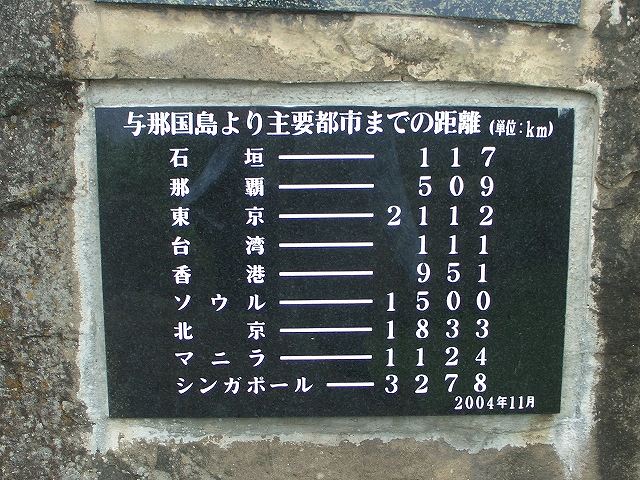 与那国島より主要都市までの距離 (単位:km)
石垣 ―― 117
那覇 ―― 509
東京 ―― 2112
台湾 ―― 111
香港 ―― 951
ソウル ―― 1500
北京 ―― 1833
マニラ ―― 1124
シンガポール ―― 3278
2004年11月